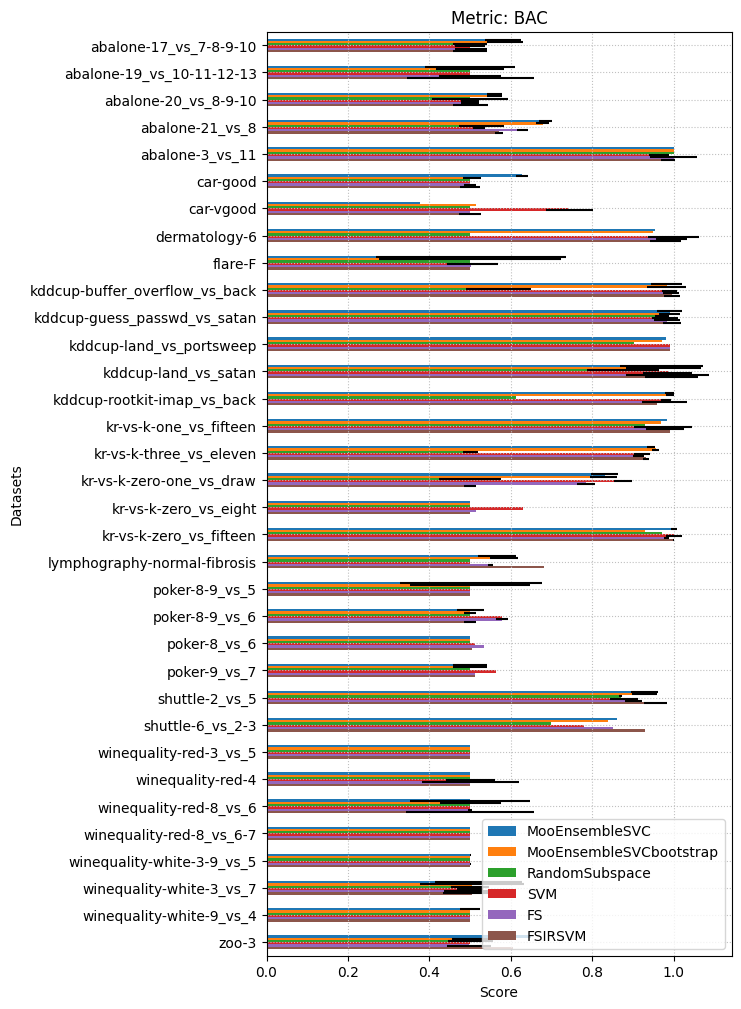 Metric: BAC
Datasets
abalone-17_vs_7-8-9-10
abalone-19_vs_10-11-12-13
abalone-20_vs_8-9-10
abalone-21_vs_8
abalone-3_vs_11
car-good
car-vgood
dermatology-6
flare-F
kddcup-buffer_overflow_vs_back
kddcup-guess_passwd_vs_satan
kddcup-land_vs_portsweep
kddcup-land_vs_satan
kddcup-rootkit-imap_vs_back
kr-vs-k-one_vs_fifteen
kr-vs-k-three_vs_eleven
kr-vs-k-zero-one_vs_draw
kr-vs-k-zero_vs_eight
kr-vs-k-zero_vs_fifteen
lymphography-normal-fibrosis
poker-8-9_vs_5
poker-8-9_vs_6
poker-8_vs_6
poker-9_vs_7
shuttle-2_vs_5
shuttle-6_vs_2-3
winequality-red-3_vs_5
winequality-red-4
winequality-red-8_vs_6
winequality-red-8_vs_6-7
winequality-white-3-9_vs_5
winequality-white-3_vs_7
winequality-white-9_vs_4
zoo-3
MooEnsembleSVC
MooEnsembleSVCbootstrap
RandomSubspace
SVM
FS
FSIRSVM
0.0 0.2 0.4 0.6 0.8 1.0
Score